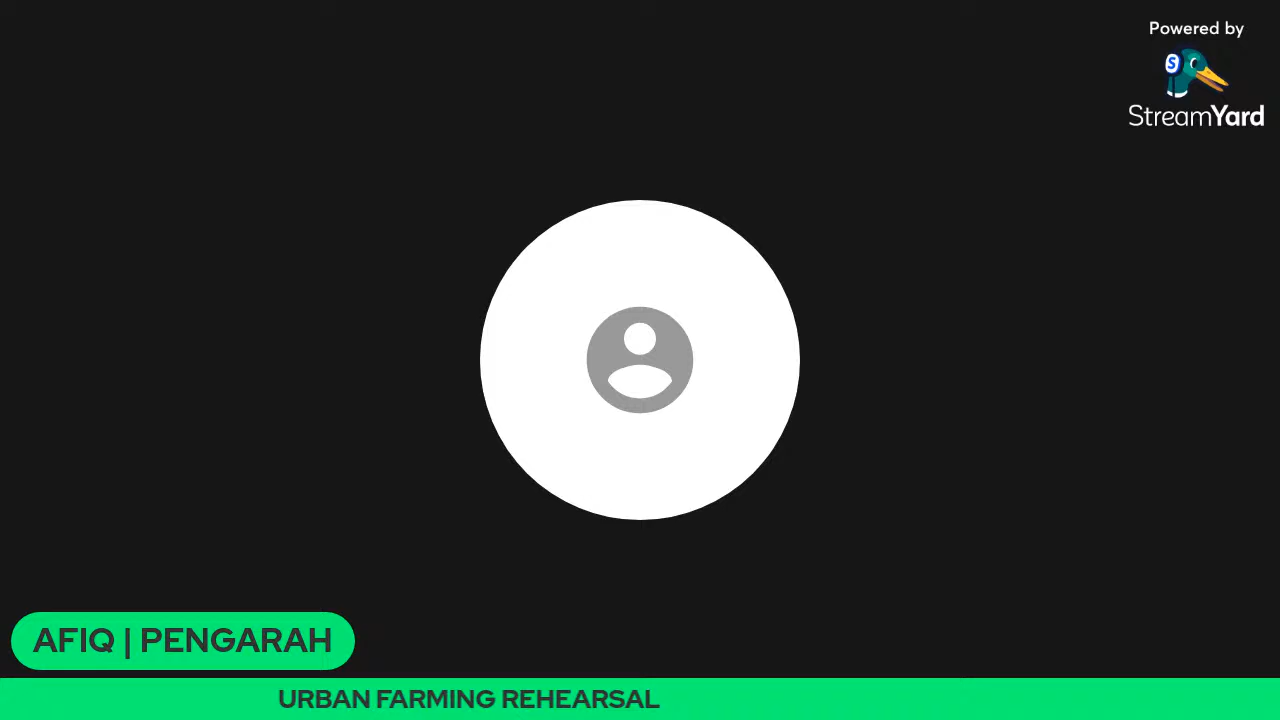 Powered by
S
StreamYard
AFIQ | PENGARAH
URBAN FARMING REHEARSAL